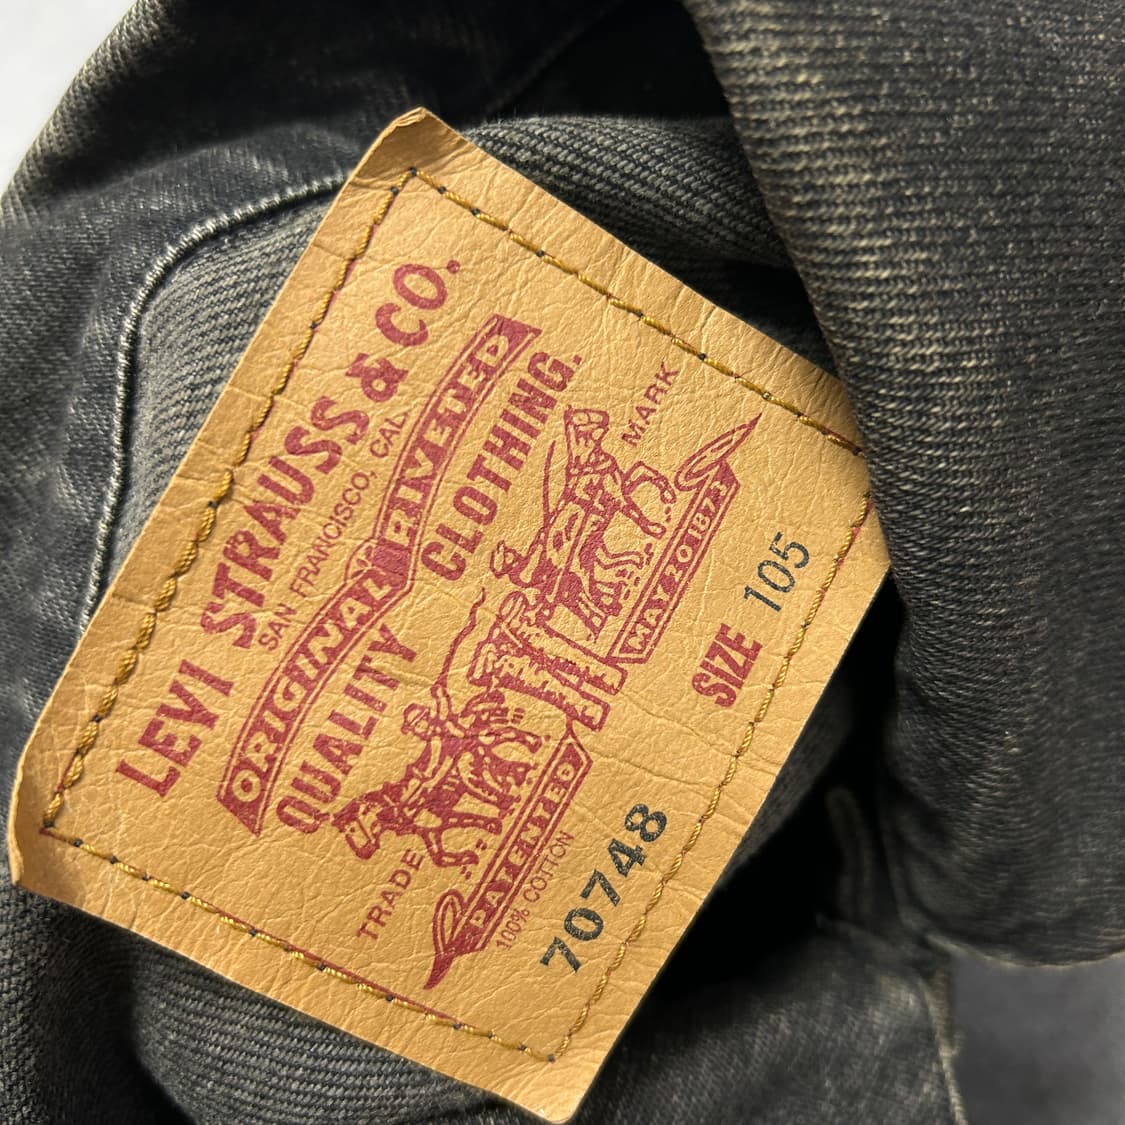 LEVI STRAUSS & CO.
SAN FRANCISCO, CAL.
ORIGINAL RIVETED
QUALITY CLOTHING.
TRADE MARK
PATENTED MAY 20 1873
100% COTTON
SIZE 105
70748